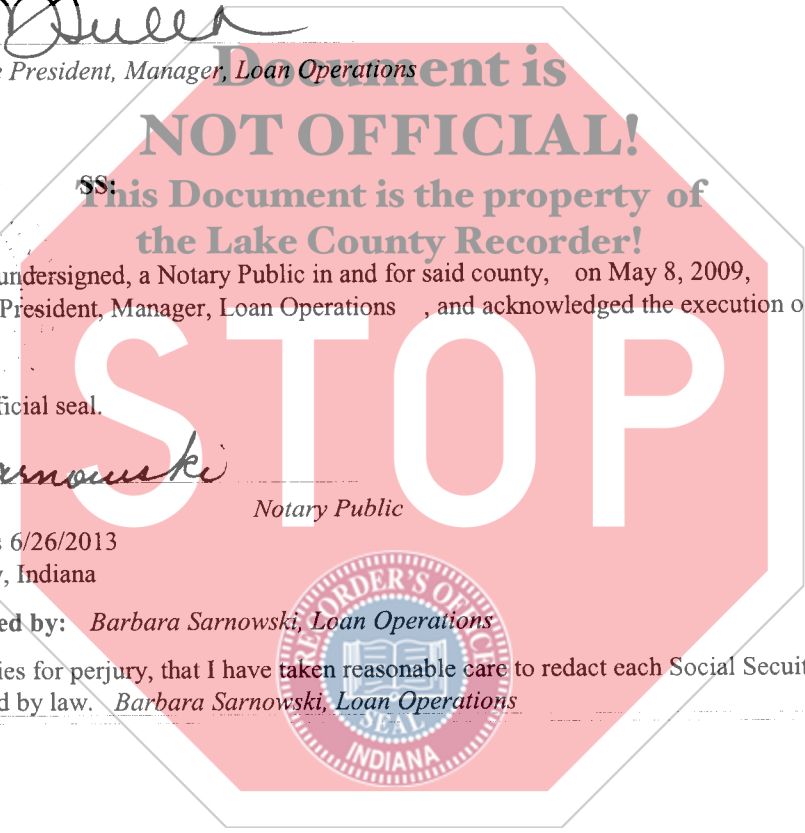 President, Manager, Loan Operations
Document is
NOT OFFICIAL!
SS:
This Document is the property of
the Lake County Recorder!
undersigned, a Notary Public in and for said county, on May 8, 2009,
President, Manager, Loan Operations , and acknowledged the execution o
STOP
ficial seal.
arnowski
Notary Public
s 6/26/2013
y, Indiana
ed by: Barbara Sarnowski, Loan Operations
ies for perjury, that I have taken reasonable care to redact each Social Secuit
d by law. Barbara Sarnowski, Loan Operations
RECORDER'S OFFICE
SEAL
INDIANA